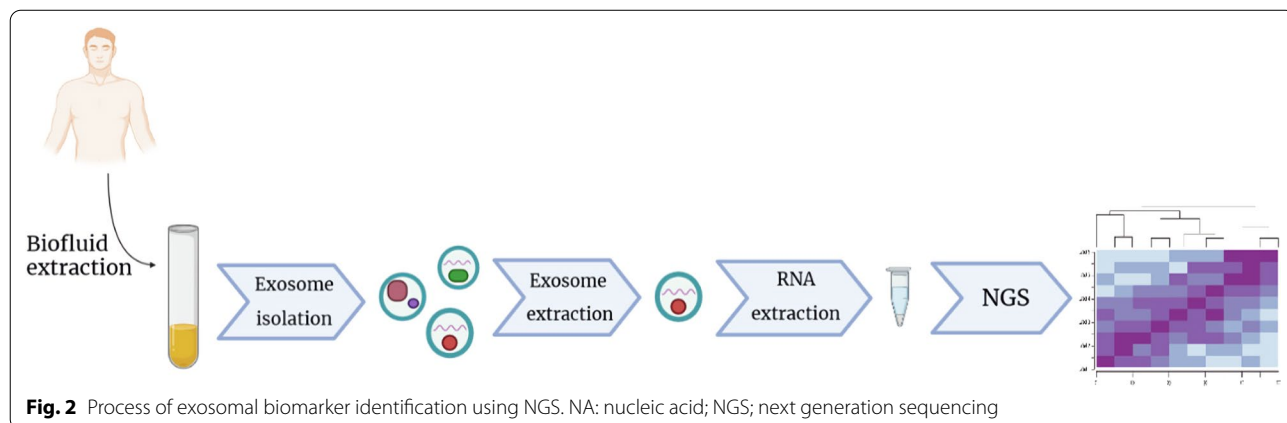 Biofluid
extraction
Exosome
isolation
Exosome
extraction
RNA
extraction
NGS
Fig. 2 Process of exosomal biomarker identification using NGS. NA: nucleic acid; NGS; next generation sequencing